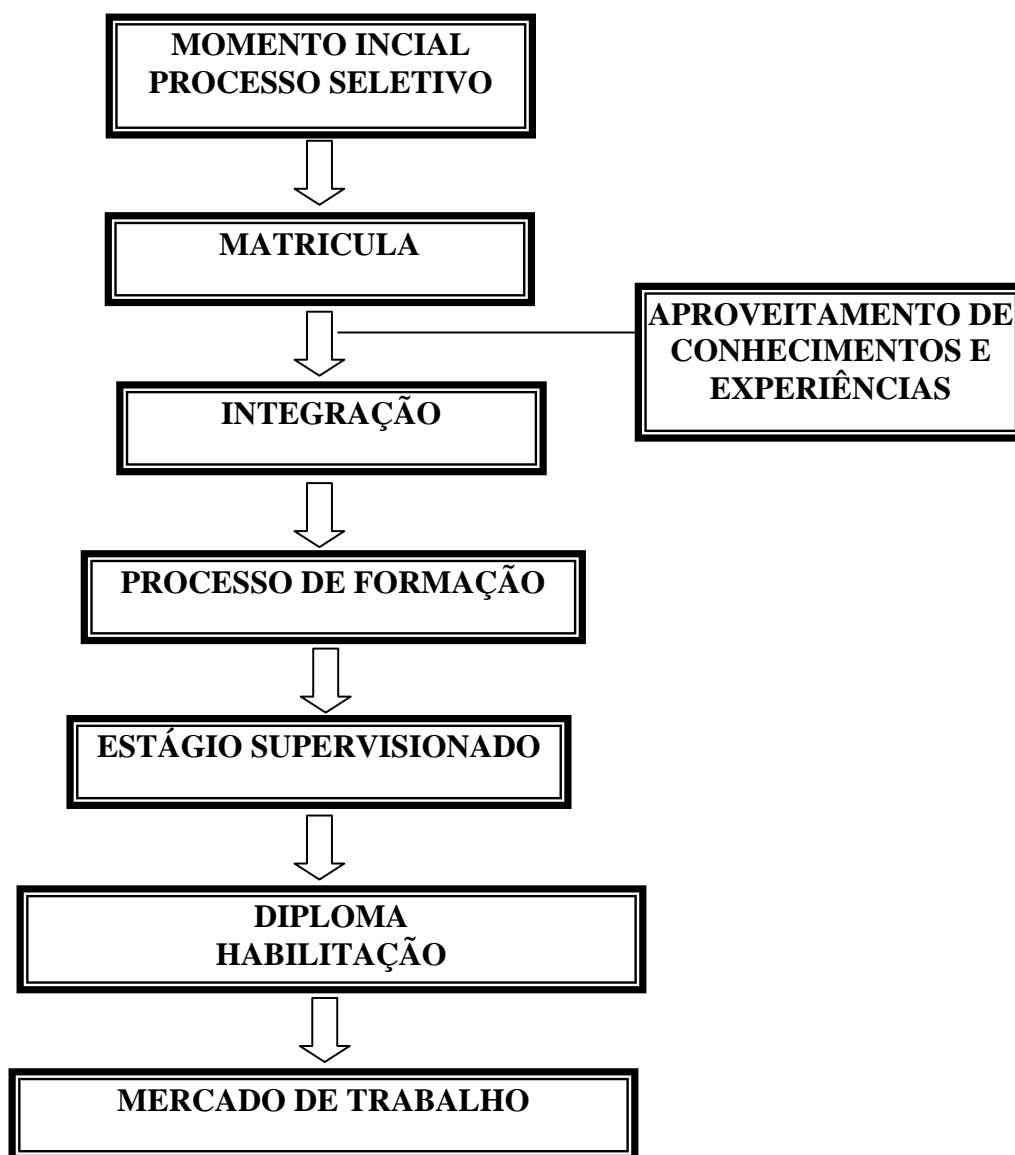 MOMENTO INCIAL
PROCESSO SELETIVO
MATRICULA
APROVEITAMENTO DE
CONHECIMENTOS E
EXPERIÊNCIAS
INTEGRAÇÃO
PROCESSO DE FORMAÇÃO
ESTÁGIO SUPERVISIONADO
DIPLOMA
HABILITAÇÃO
MERCADO DE TRABALHO